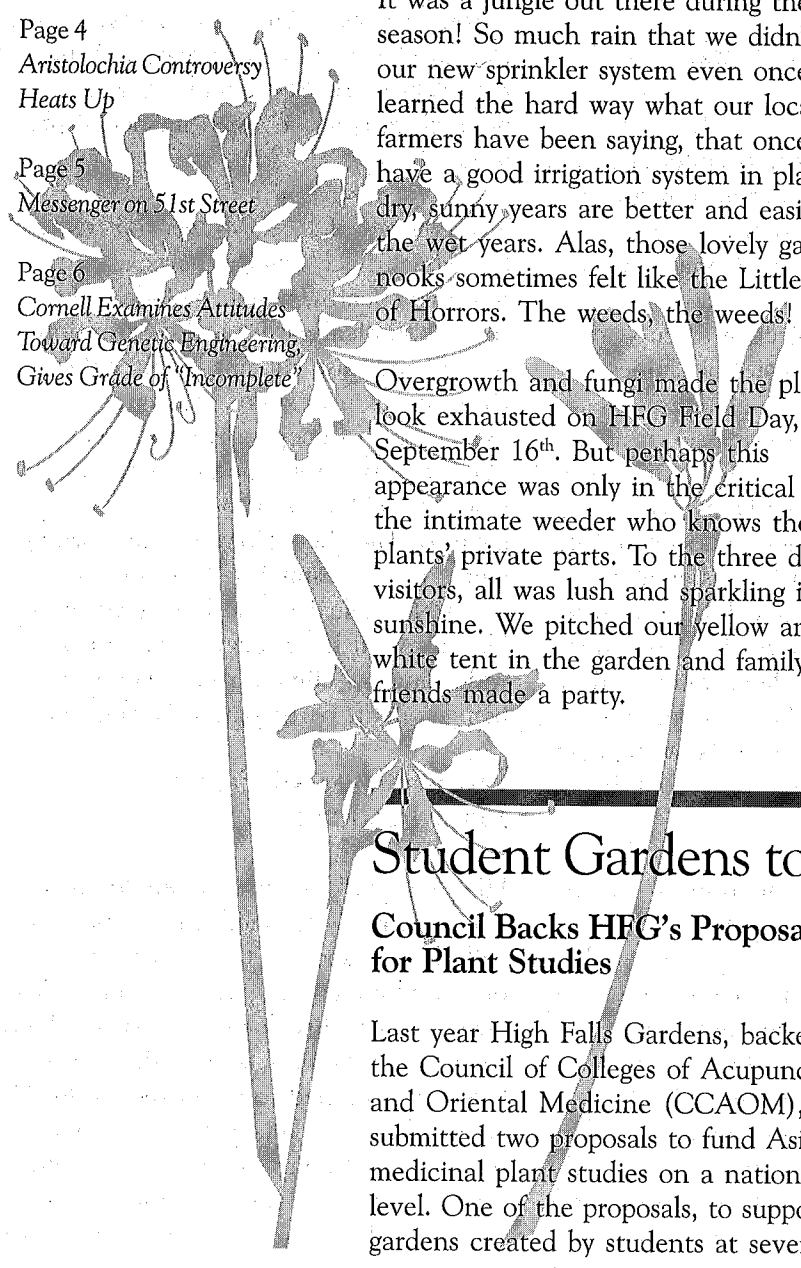 Page 4
Aristolochia Controversy
Heats Up
Page 5
Messenger on 51st Street
Page 6
Cornell Examines Attitudes
Toward Genetic Engineering,
Gives Grade of "Incomplete"
It was a jungle out there during the
season! So much rain that we didn
our new sprinkler system even once
learned the hard way what our loc
farmers have been saying, that once
have a good irrigation system in pla
dry, sunny years are better and easi
the wet years. Alas, those lovely ga
nooks sometimes felt like the Little
of Horrors. The weeds, the weeds!
Overgrowth and fungi made the pl
look exhausted on HFG Field Day,
September 16th. But perhaps this
appearance was only in the critical
the intimate weeder who knows the
plants' private parts. To the three d
visitors, all was lush and sparkling i
sunshine. We pitched our yellow an
white tent in the garden and family
friends made a party.
Student Gardens to
Council Backs HFG's Proposa
for Plant Studies
Last year High Falls Gardens, backe
the Council of Colleges of Acupunc
and Oriental Medicine (CCAOM),
submitted two proposals to fund Asi
medicinal plant studies on a nation
level. One of the proposals, to suppo
gardens created by students at sever